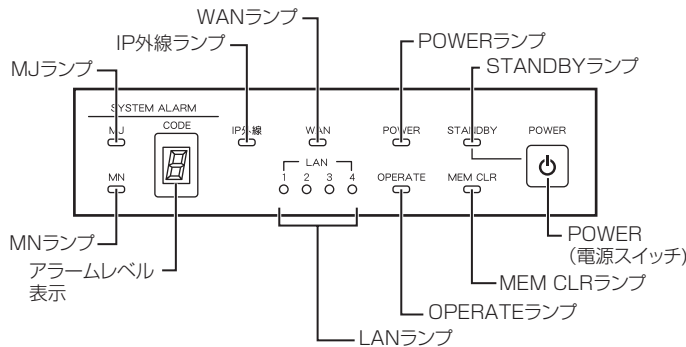 WANランプ
IP外線ランプ
POWERランプ
MJランプ
STANDBYランプ
SYSTEM ALARM
MJ
CODE
IP外線
WAN
POWER
STANDBY
POWER
LAN
1 2 3 4
MN
OPERATE
MEM CLR
MNランプ
アラームレベル
表示
POWER
(電源スイッチ)
MEM CLRランプ
OPERATEランプ
LANランプ